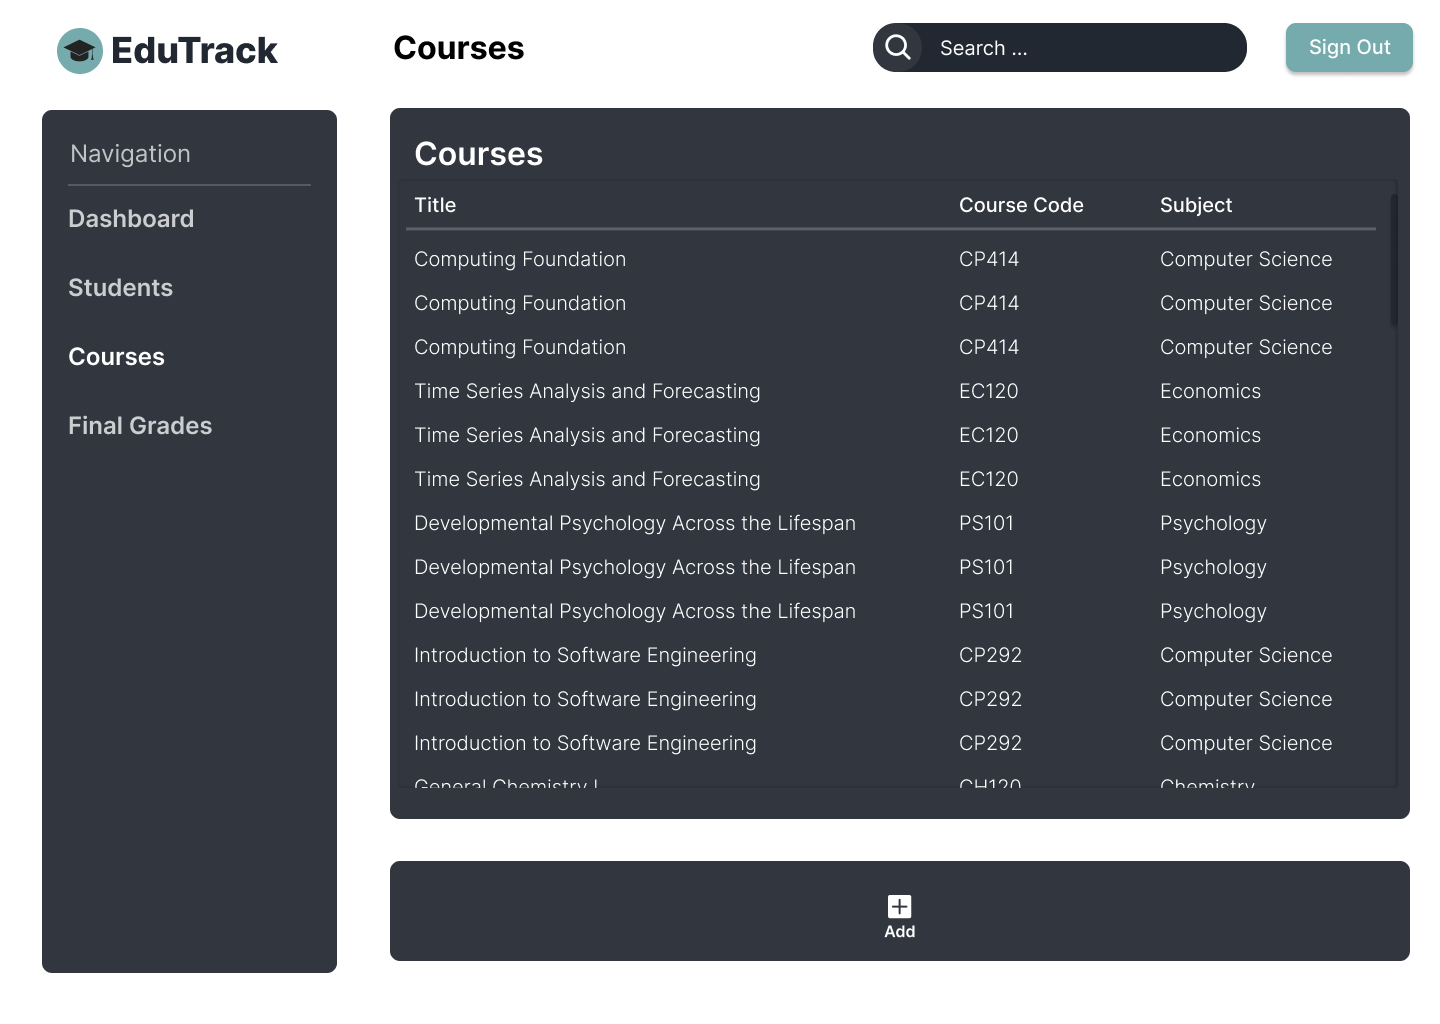 EduTrack
Courses
Search ...
Sign Out
Navigation
Dashboard
Students
Courses
Final Grades
Courses
Title Course Code Subject
Computing Foundation CP414 Computer Science
Computing Foundation CP414 Computer Science
Computing Foundation CP414 Computer Science
Time Series Analysis and Forecasting EC120 Economics
Time Series Analysis and Forecasting EC120 Economics
Time Series Analysis and Forecasting EC120 Economics
Developmental Psychology Across the Lifespan PS101 Psychology
Developmental Psychology Across the Lifespan PS101 Psychology
Developmental Psychology Across the Lifespan PS101 Psychology
Introduction to Software Engineering CP292 Computer Science
Introduction to Software Engineering CP292 Computer Science
Introduction to Software Engineering CP292 Computer Science
General Chemistry I CH120 Chemistry
Add